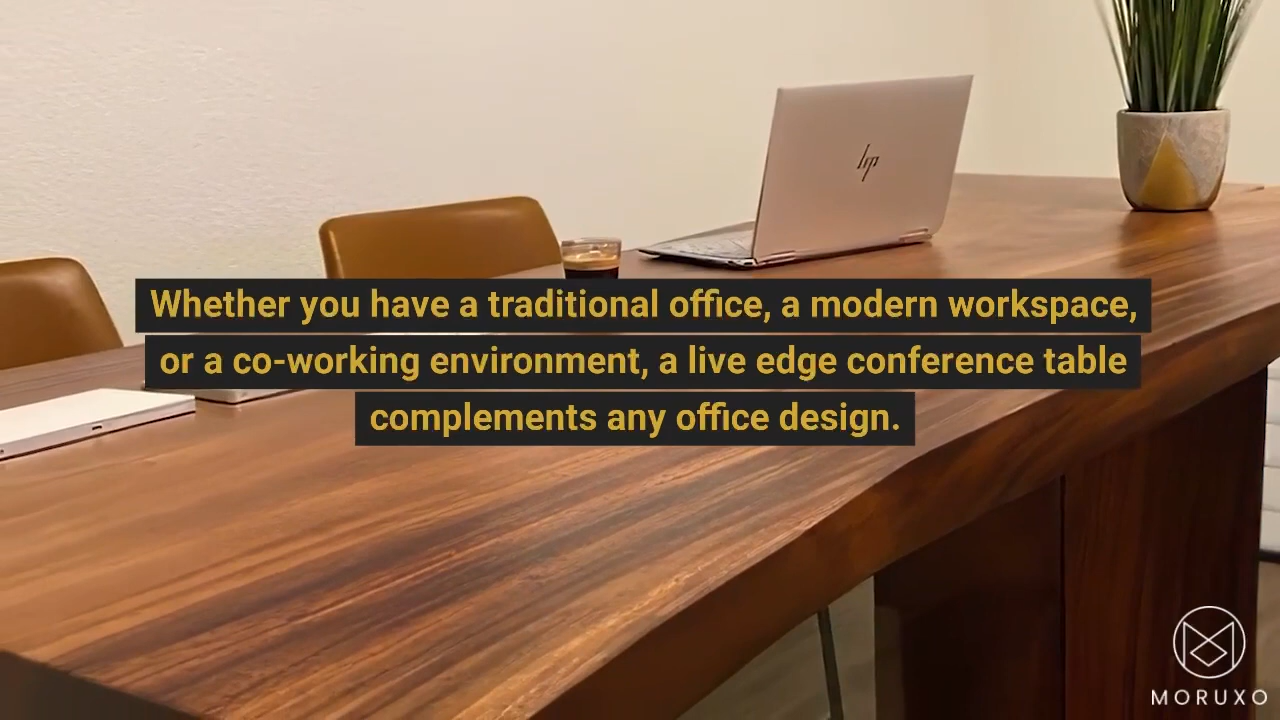 hp
Whether you have a traditional office, a modern workspace,
or a co-working environment, a live edge conference table
complements any office design.
MORUXO